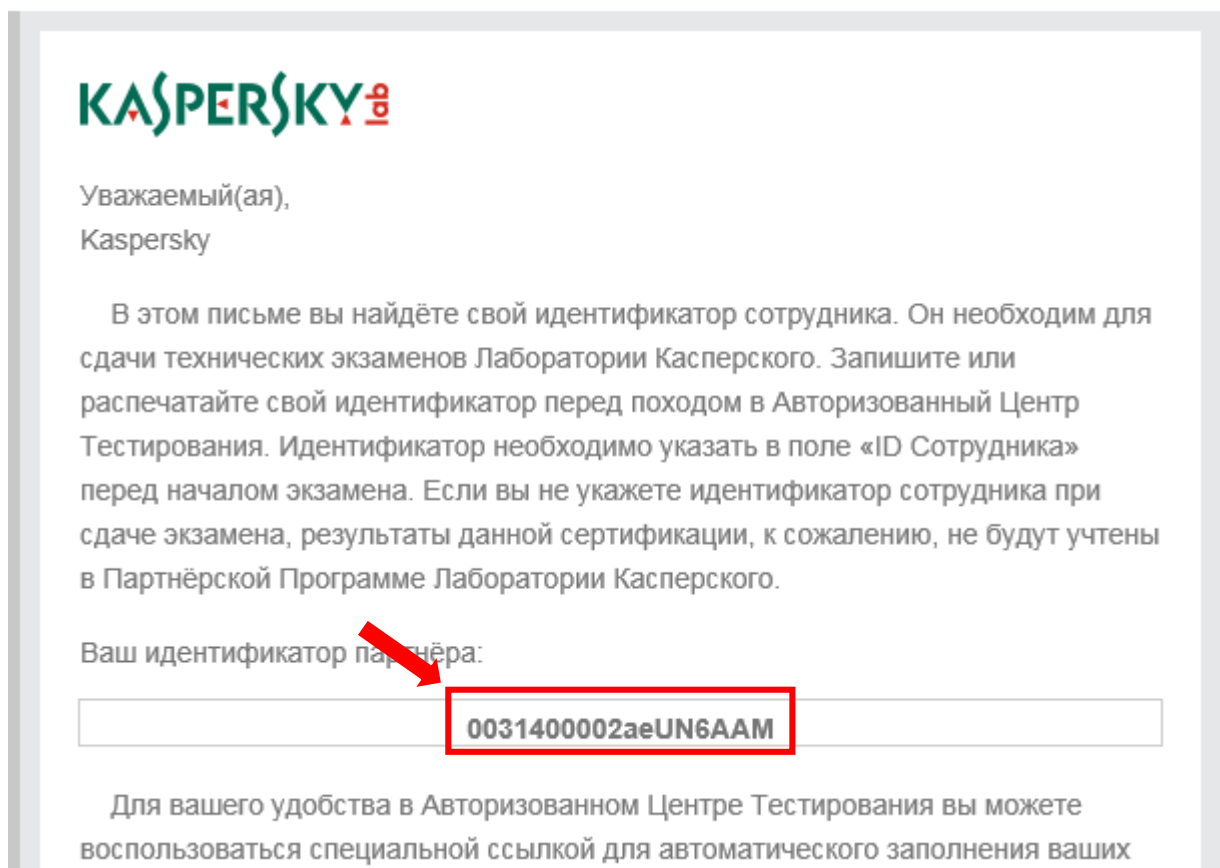 KASPERSKY lab
Уважаемый(ая),
Kaspersky
В этом письме вы найдёте свой идентификатор сотрудника. Он необходим для
сдачи технических экзаменов Лаборатории Касперского. Запишите или
распечатайте свой идентификатор перед походом в Авторизованный Центр
Тестирования. Идентификатор необходимо указать в поле «ID Сотрудника»
перед началом экзамена. Если вы не укажете идентификатор сотрудника при
сдаче экзамена, результаты данной сертификации, к сожалению, не будут учтены
в Партнёрской Программе Лаборатории Касперского.
Ваш идентификатор партнёра:
0031400002aeUN6AAM
Для вашего удобства в Авторизованном Центре Тестирования вы можете
воспользоваться специальной ссылкой для автоматического заполнения ваших